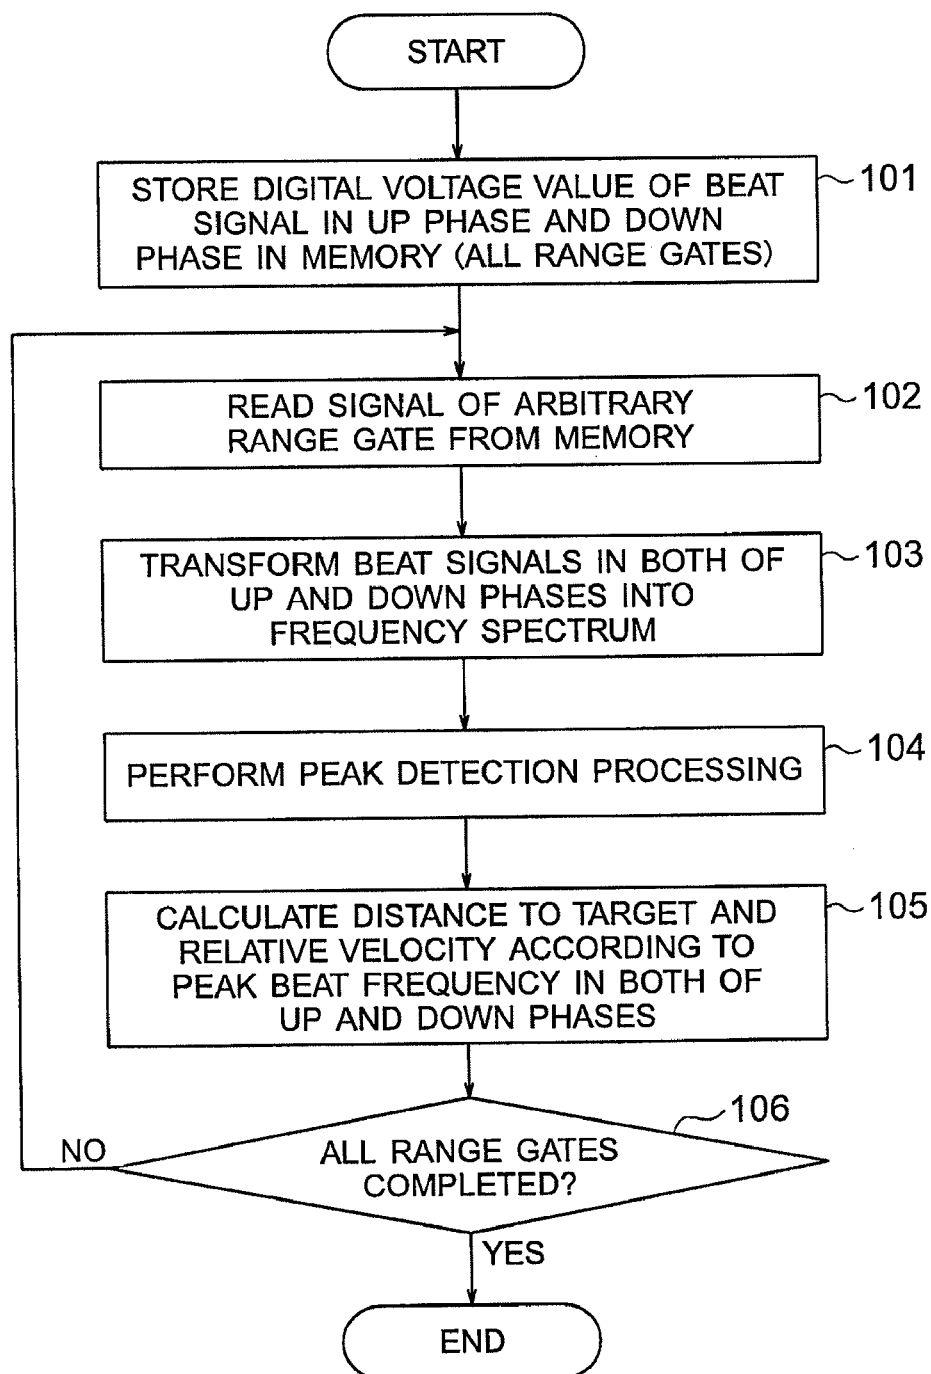 START
STORE DIGITAL VOLTAGE VALUE OF BEAT
SIGNAL IN UP PHASE AND DOWN
PHASE IN MEMORY (ALL RANGE GATES)
101
READ SIGNAL OF ARBITRARY
RANGE GATE FROM MEMORY
102
TRANSFORM BEAT SIGNALS IN BOTH OF
UP AND DOWN PHASES INTO
FREQUENCY SPECTRUM
103
PERFORM PEAK DETECTION PROCESSING
104
CALCULATE DISTANCE TO TARGET AND
RELATIVE VELOCITY ACCORDING TO
PEAK BEAT FREQUENCY IN BOTH OF
UP AND DOWN PHASES
105
106
NO
ALL RANGE GATES
COMPLETED?
YES
END